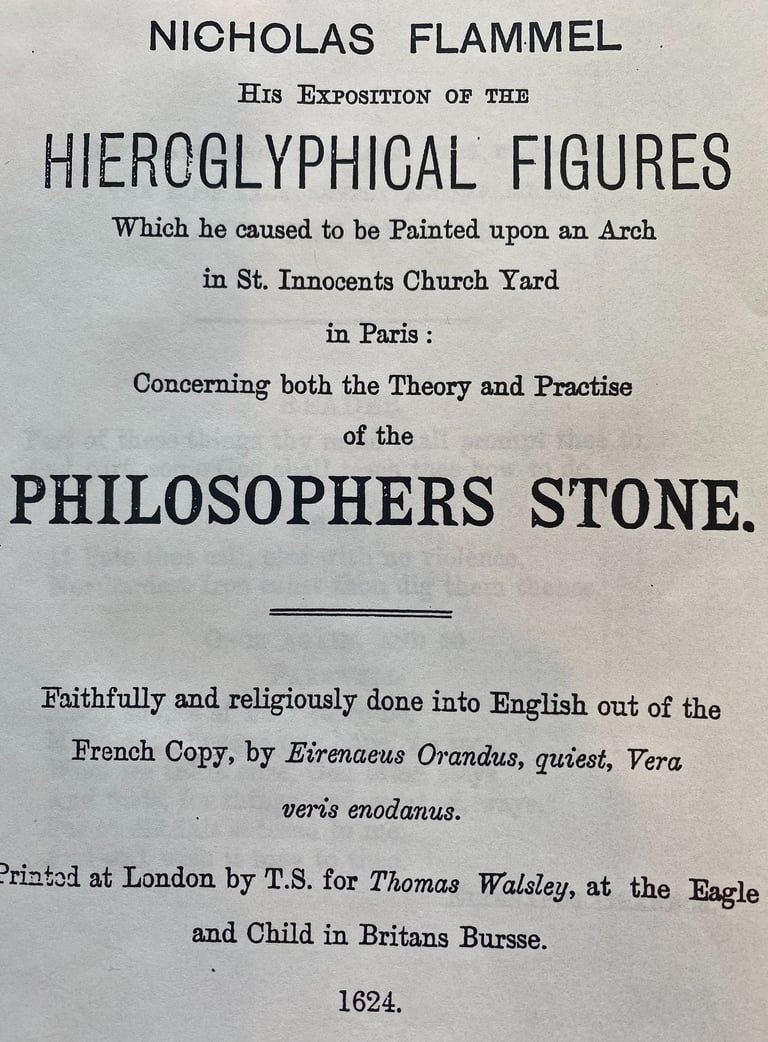 NICHOLAS FLAMMEL
HIS EXPOSITION OF THE
HIEROGLYPHICAL FIGURES
Which he caused to be Painted upon an Arch
in St. Innocents Church Yard
in Paris :
Concerning both the Theory and Practise
of the
PHILOSOPHERS STONE.
Faithfully and religiously done into English out of the
French Copy, by Eirenaeus Orandus, quiest, Vera
veris enodanus.
Printed at London by T.S. for Thomas Walsley, at the Eagle
and Child in Britans Bursse.
1624.